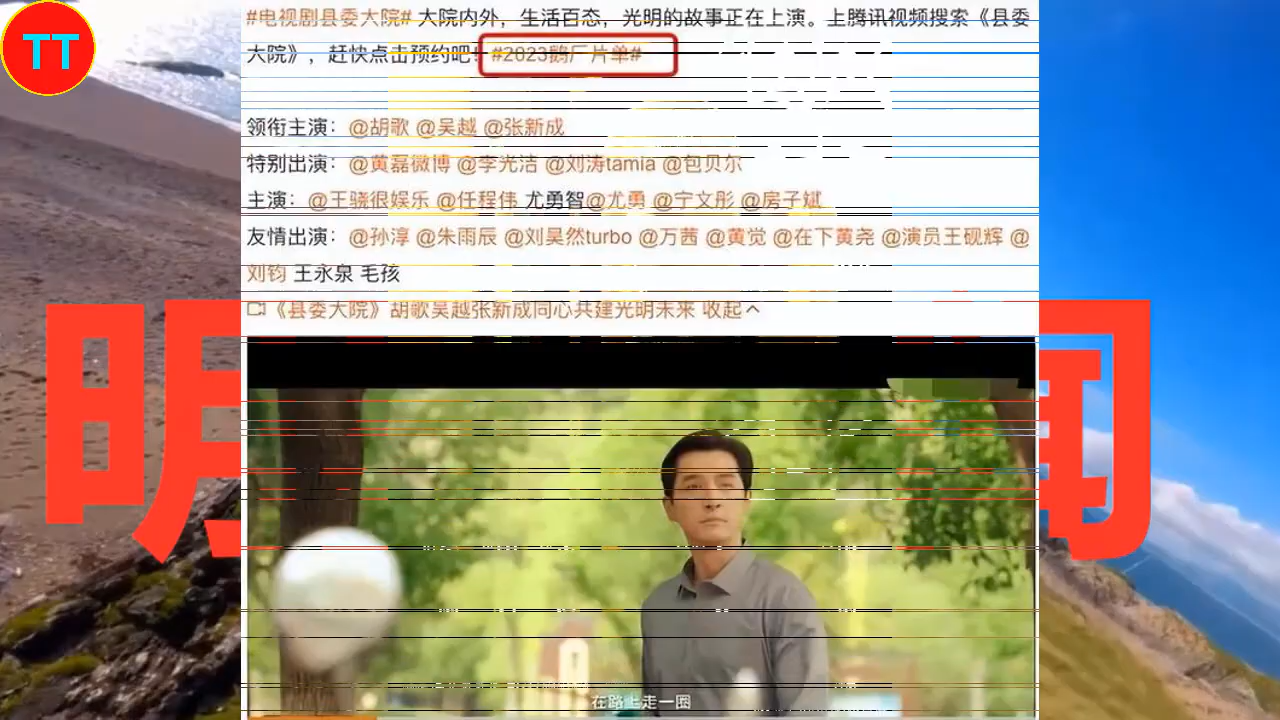 TT
#电视剧县委大院# 大院内外，生活百态，光明的故事正在上演。上腾讯视频搜索《县委
大院》，赶快点击预约吧！#2023鹅厂片单#
领衔主演：@胡歌 @吴越 @张新成
特别出演：@黄磊微博 @李光洁 @刘涛tamia @包贝尔
主演：@王骁很娱乐 @任程伟 尤勇智@尤勇 @宁文彤 @房子斌
友情出演：@孙淳 @朱雨辰 @刘昊然turbo @万茜 @黄觉 @在下黄尧 @演员王砚辉 @
刘钧 王永泉 毛孩
《县委大院》胡歌吴越张新成同心共建光明未来 收起
明
在路上走一圈